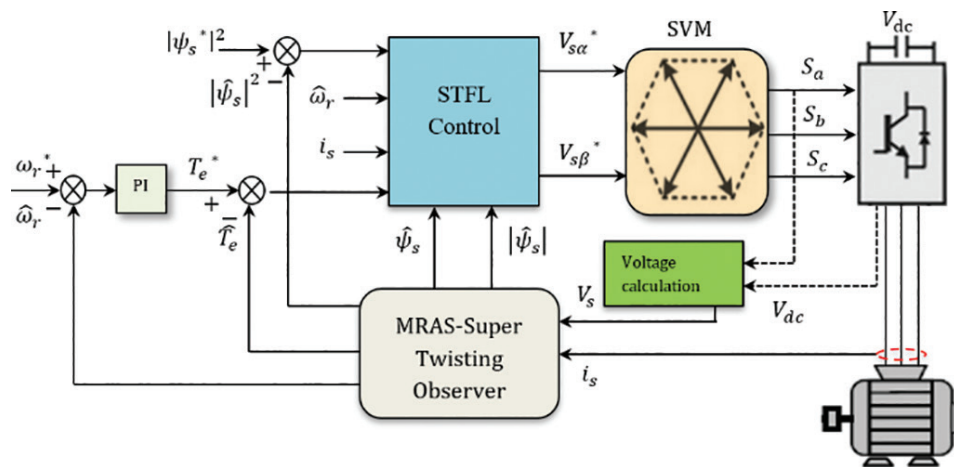 |ψ_s*|²
+
−
|ψ̂_s|²
ω̂_r
i_s
STFL
Control
V_sα*
V_sβ*
SVM
S_a
S_b
S_c
V_dc
ω_r*
+
−
ω̂_r
PI
T_e*
+
−
T̂_e
ψ̂_s
|ψ̂_s|
Voltage
calculation
V_s
V_dc
MRAS-Super
Twisting
Observer
i_s